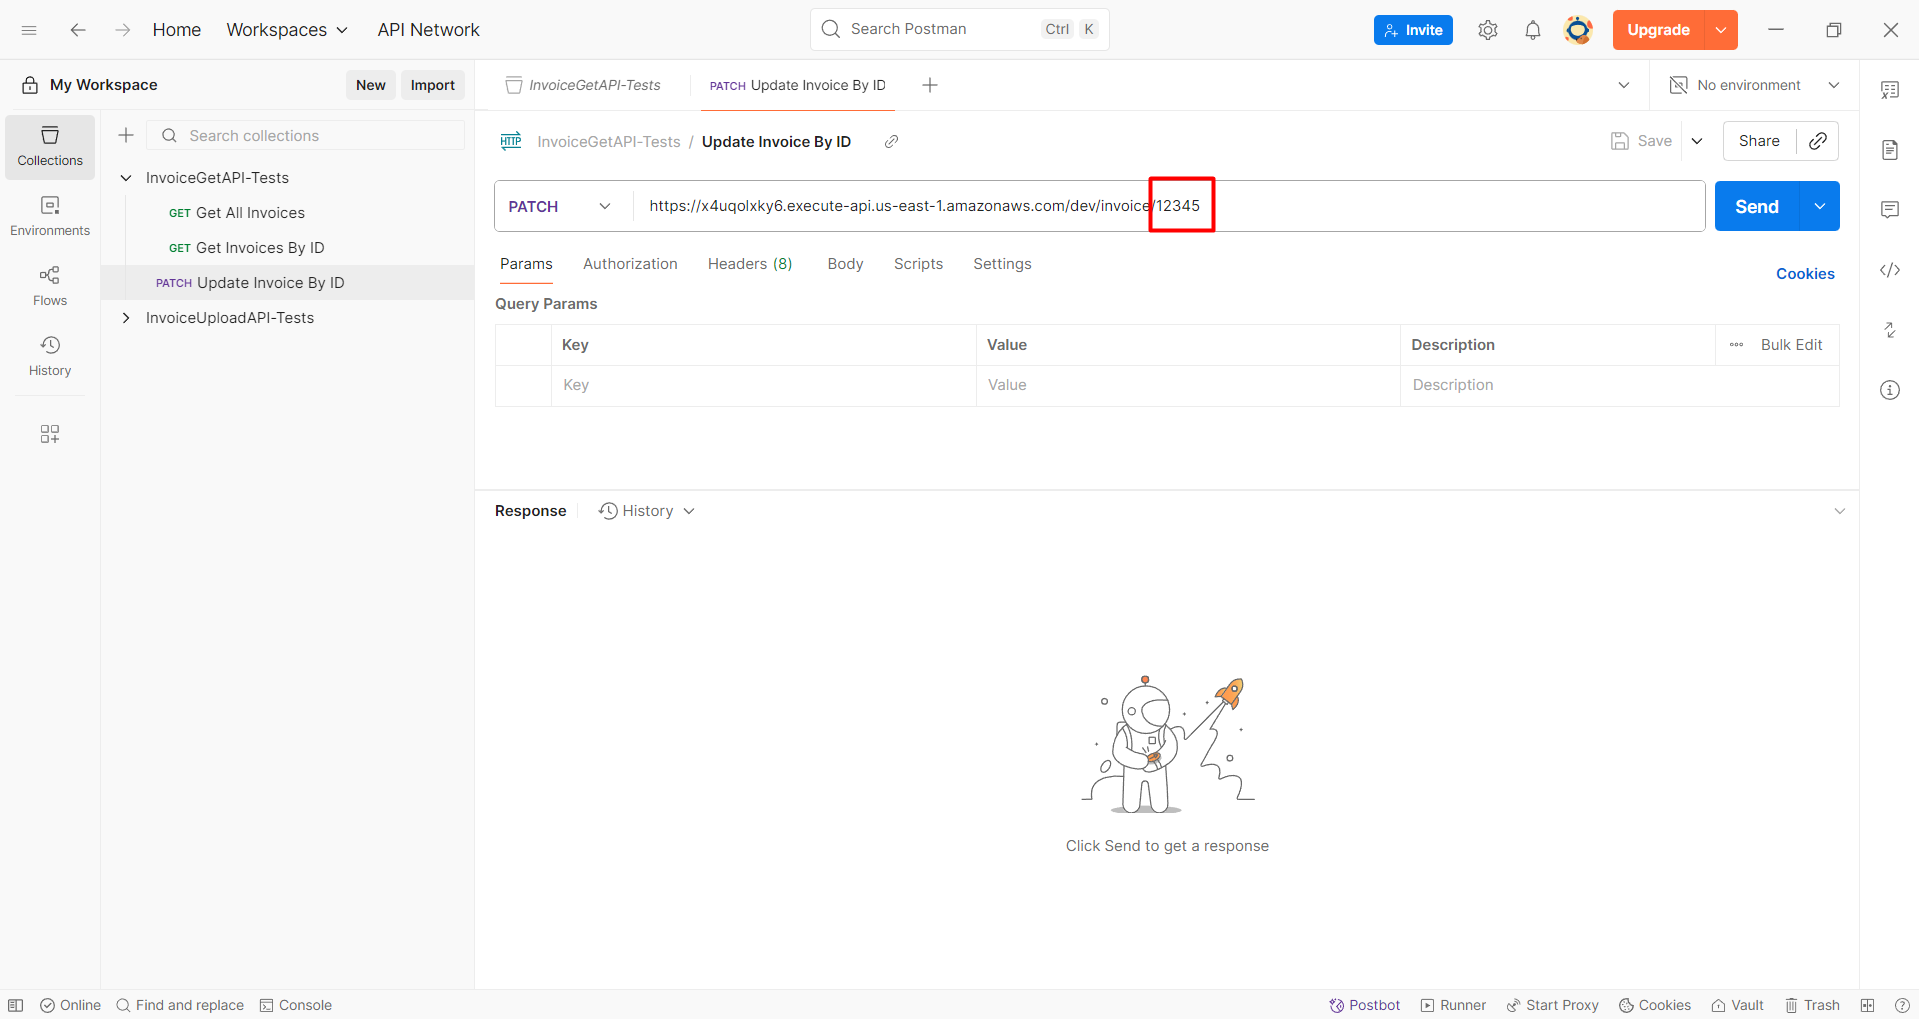 Home Workspaces API Network Search Postman Ctrl K Invite Upgrade
My Workspace New Import
InvoiceGetAPI-Tests PATCH Update Invoice By ID No environment
Collections
Environments
Flows
History
Search collections
InvoiceGetAPI-Tests
GET Get All Invoices
GET Get Invoices By ID
PATCH Update Invoice By ID
InvoiceUploadAPI-Tests
HTTP InvoiceGetAPI-Tests / Update Invoice By ID Save Share
PATCH https://x4uqolxky6.execute-api.us-east-1.amazonaws.com/dev/invoice/12345 Send
Params Authorization Headers (8) Body Scripts Settings Cookies
Query Params
Key Value Description Bulk Edit
Key Value Description
Response History
Click Send to get a response
Online Find and replace Console Postbot Runner Start Proxy Cookies Vault Trash